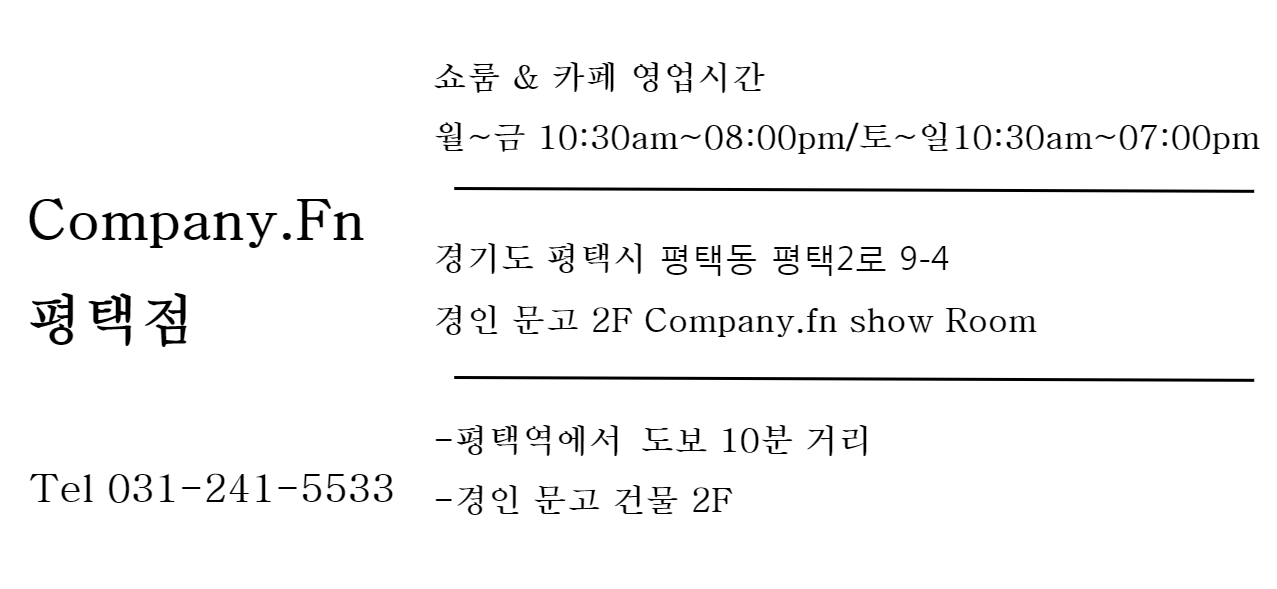 Company.Fn
평택점
Tel 031-241-5533
쇼룸 & 카페 영업시간
월~금 10:30am~08:00pm/토~일10:30am~07:00pm
경기도 평택시 평택동 평택2로 9-4
경인 문고 2F Company.fn show Room
-평택역에서 도보 10분 거리
-경인 문고 건물 2F